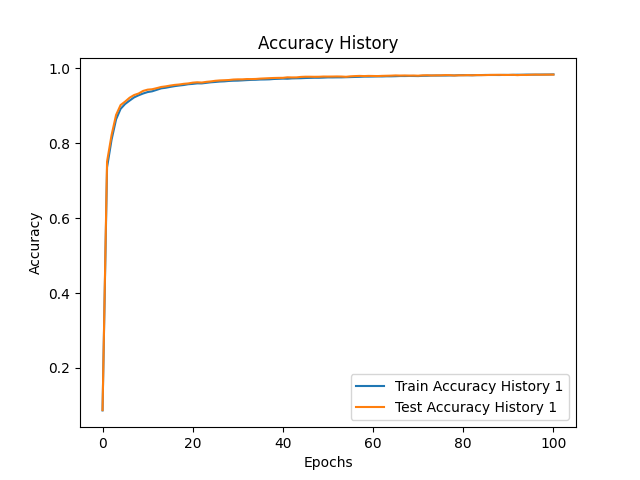 Accuracy History
1.0
0.8
0.6
0.4
0.2
Accuracy
0 20 40 60 80 100
Epochs
Train Accuracy History 1
Test Accuracy History 1